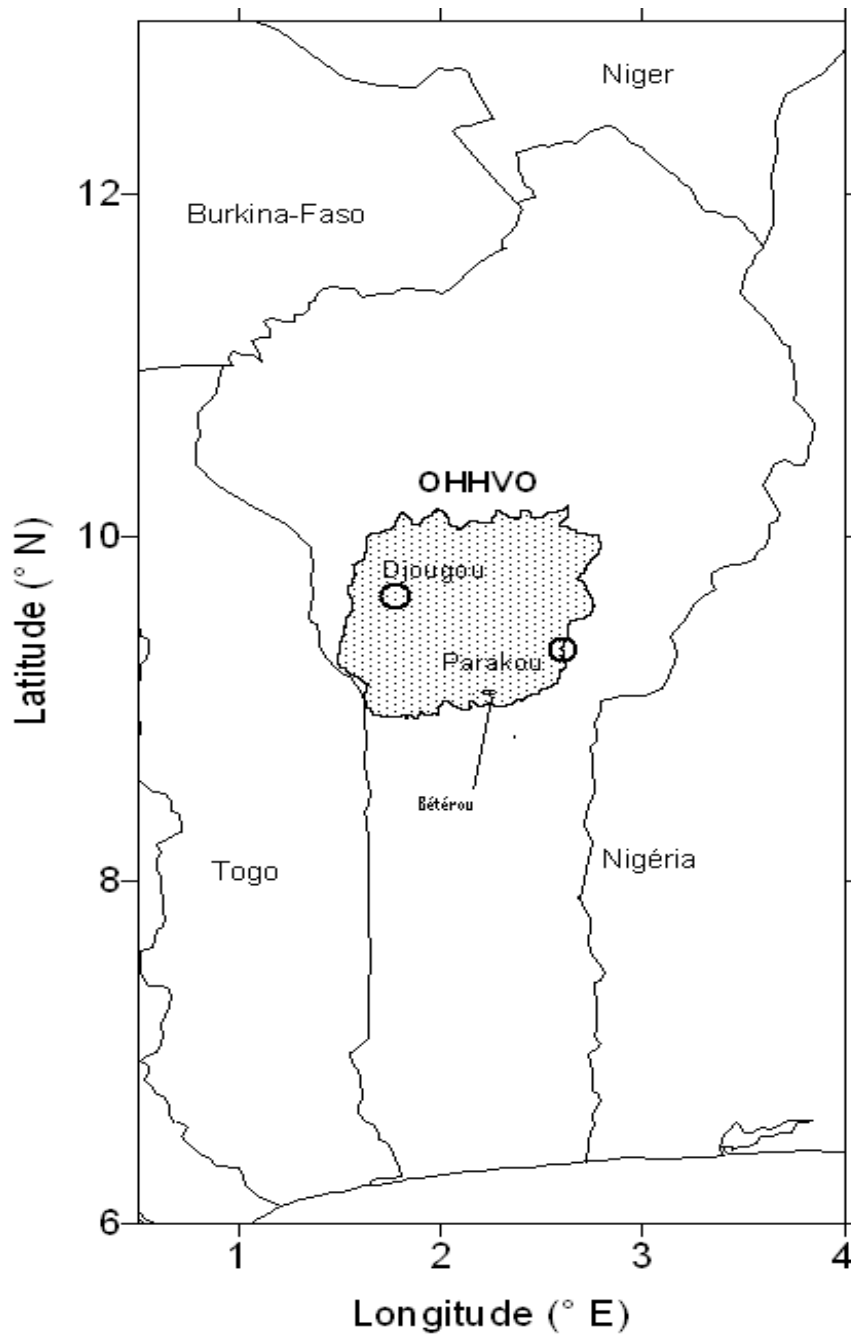 Niger
12
Burkina-Faso
OHHVO
10
Djougou
Parakou
Latitude (° N)
Bétérou
8
Togo
Nigéria
6
1
2
3
4
Longitude (° E)